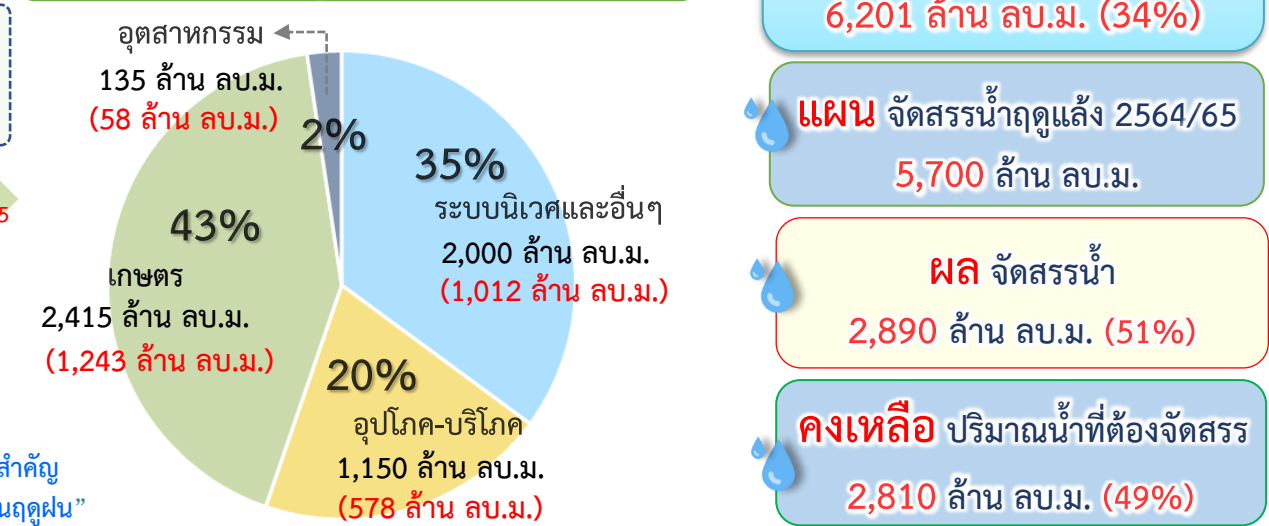 อุตสาหกรรม
135 ล้าน ลบ.ม.
(58 ล้าน ลบ.ม.)
2%
35%
ระบบนิเวศและอื่นๆ
2,000 ล้าน ลบ.ม.
(1,012 ล้าน ลบ.ม.)
43%
เกษตร
2,415 ล้าน ลบ.ม.
(1,243 ล้าน ลบ.ม.)
20%
อุปโภค-บริโภค
1,150 ล้าน ลบ.ม.
(578 ล้าน ลบ.ม.)
5
สำคัญ
นฤดูฝน”
6,201 ล้าน ลบ.ม. (34%)
แผน จัดสรรน้ำฤดูแล้ง 2564/65
5,700 ล้าน ลบ.ม.
ผล จัดสรรน้ำ
2,890 ล้าน ลบ.ม. (51%)
คงเหลือ ปริมาณน้ำที่ต้องจัดสรร
2,810 ล้าน ลบ.ม. (49%)